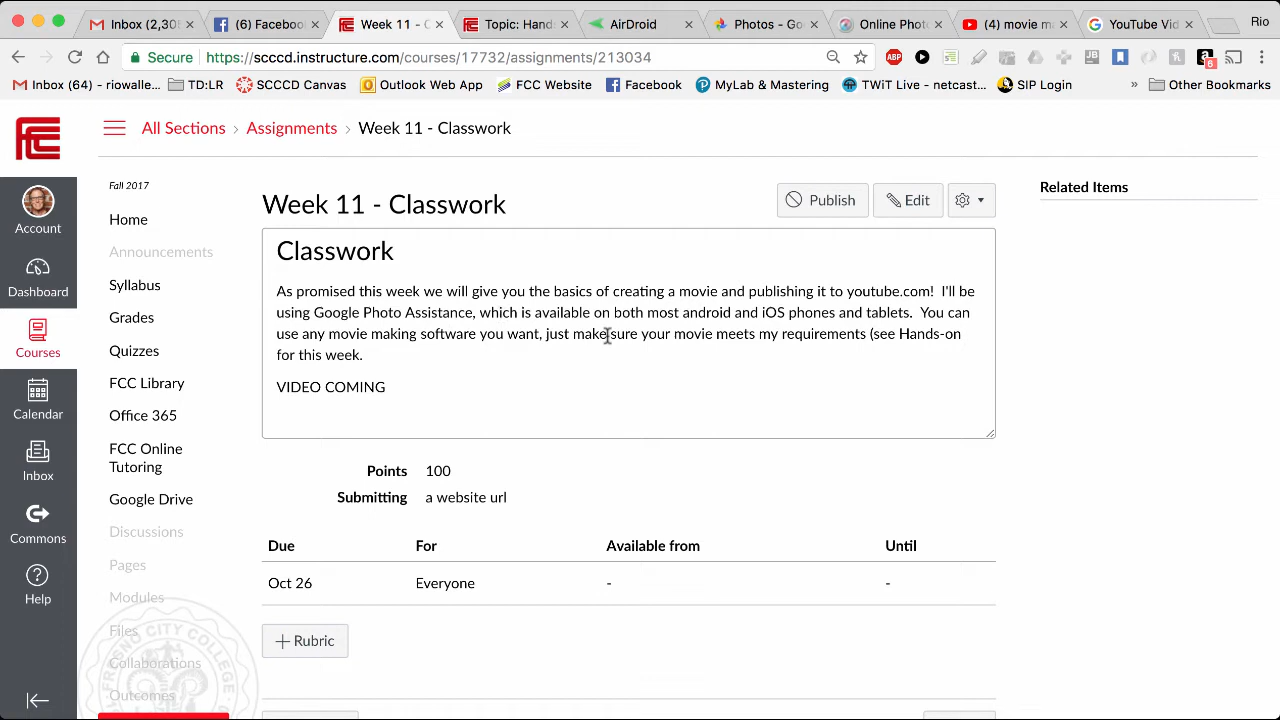 Inbox (2,30
(6) Faceboo
Week 11 - C
Topic: Hand
AirDroid
Photos - Go
Online Phot
(4) movie m
YouTube Vid
Rio
Secure
https://scccd.instructure.com/courses/17732/assignments/213034
ABP
JB
8
Inbox (64) - riowalle...
TD:LR
SCCCD Canvas
Outlook Web App
FCC Website
Facebook
MyLab & Mastering
TWiT Live - netcast...
SIP Login
»
Other Bookmarks
All Sections › Assignments › Week 11 - Classwork
Account
Dashboard
Courses
Calendar
Inbox
Commons
Help
Fall 2017
Home
Announcements
Syllabus
Grades
Quizzes
FCC Library
Office 365
FCC Online
Tutoring
Google Drive
Discussions
Pages
Modules
Files
Collaborations
Outcomes
FRESNO CITY COLLEGE
Week 11 - Classwork
Publish
Edit
Classwork
As promised this week we will give you the basics of creating a movie and publishing it to youtube.com! I'll be
using Google Photo Assistance, which is available on both most android and iOS phones and tablets. You can
use any movie making software you want, just make sure your movie meets my requirements (see Hands-on
for this week.
VIDEO COMING
Points 100
Submitting a website url
Due For Available from Until
Oct 26 Everyone - -
+ Rubric
Related Items